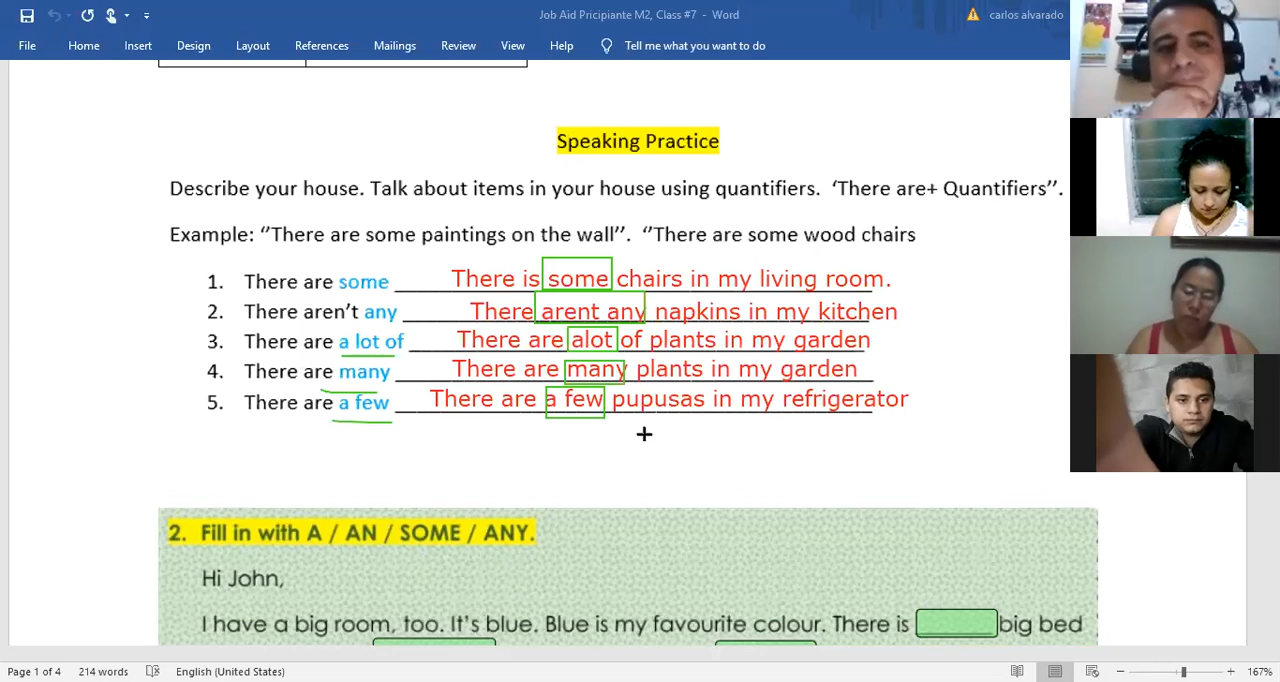 Job Aid Pricipiante M2, Class #7 - Word
carlos alvarado
File Home Insert Design Layout References Mailings Review View Help Tell me what you want to do
Speaking Practice
Describe your house. Talk about items in your house using quantifiers. ‘There are+ Quantifiers’’.
Example: ‘’There are some paintings on the wall’’. ‘’There are some wood chairs
1. There are some There is some chairs in my living room.
2. There aren’t any There arent any napkins in my kitchen
3. There are a lot of There are alot of plants in my garden
4. There are many There are many plants in my garden
5. There are a few There are a few pupusas in my refrigerator
2. Fill in with A / AN / SOME / ANY.
Hi John,
I have a big room, too. It’s blue. Blue is my favourite colour. There is big bed
Page 1 of 4 214 words English (United States) 167%